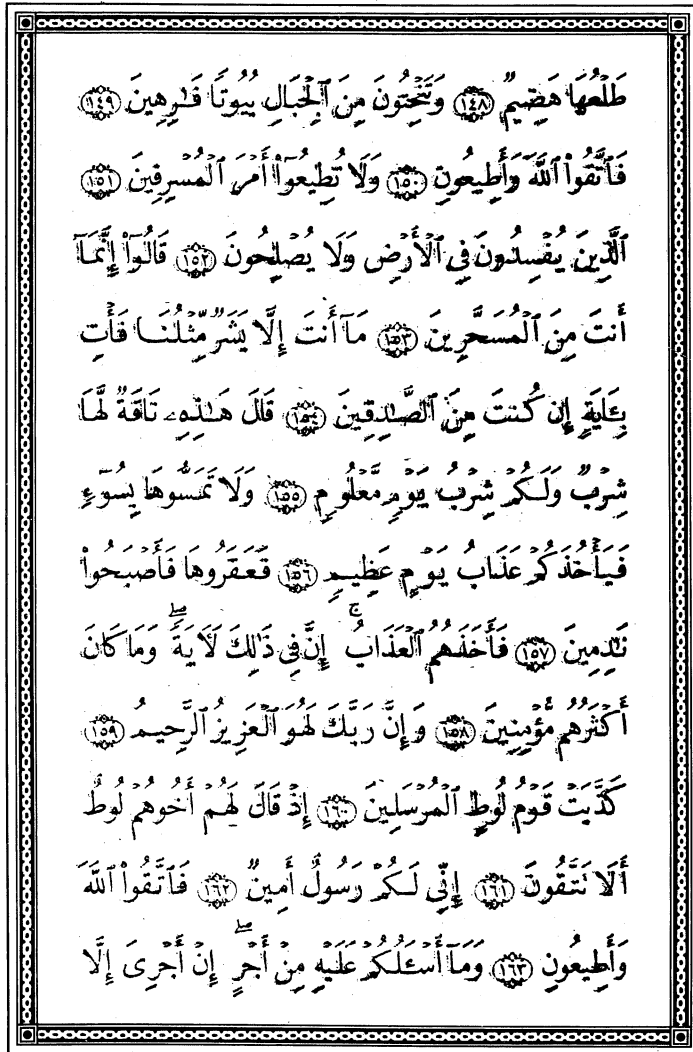 طَلْعُهَا هَضِيمٌ ١٤٨ وَتَنْحِتُونَ مِنَ ٱلْجِبَالِ بُيُوتًا فَـٰرِهِينَ ١٤٩
فَٱتَّقُوا۟ ٱللَّهَ وَأَطِيعُونِ ١٥٠ وَلَا تُطِيعُوٓا۟ أَمْرَ ٱلْمُسْرِفِينَ ١٥١
ٱلَّذِينَ يُفْسِدُونَ فِى ٱلْأَرْضِ وَلَا يُصْلِحُونَ ١٥٢ قَالُوٓا۟ إِنَّمَآ
أَنتَ مِنَ ٱلْمُسَحَّرِينَ ١٥٣ مَآ أَنتَ إِلَّا بَشَرٌ مِّثْلُنَا فَأْتِ
بِـَٔايَةٍ إِن كُنتَ مِنَ ٱلصَّـٰدِقِينَ ١٥٤ قَالَ هَـٰذِهِۦ نَاقَةٌ لَّهَا
شِرْبٌ وَلَكُمْ شِرْبُ يَوْمٍ مَّعْلُومٍ ١٥٥ وَلَا تَمَسُّوهَا بِسُوٓءٍ
فَيَأْخُذَكُمْ عَذَابُ يَوْمٍ عَظِيمٍ ١٥٦ فَعَقَرُوهَا فَأَصْبَحُوا۟
نَـٰدِمِينَ ١٥٧ فَأَخَذَهُمُ ٱلْعَذَابُ ۚ إِنَّ فِى ذَٰلِكَ لَـَٔايَةً ۖ وَمَا كَانَ
أَكْثَرُهُم مُّؤْمِنِينَ ١٥٨ وَإِنَّ رَبَّكَ لَهُوَ ٱلْعَزِيزُ ٱلرَّحِيمُ ١٥٩
كَذَّبَتْ قَوْمُ لُوطٍ ٱلْمُرْسَلِينَ ١٦٠ إِذْ قَالَ لَهُمْ أَخُوهُمْ لُوطٌ
أَلَا تَتَّقُونَ ١٦١ إِنِّى لَكُمْ رَسُولٌ أَمِينٌ ١٦٢ فَٱتَّقُوا۟ ٱللَّهَ
وَأَطِيعُونِ ١٦٣ وَمَآ أَسْـَٔلُكُمْ عَلَيْهِ مِنْ أَجْرٍ ۖ إِنْ أَجْرِىَ إِلَّا